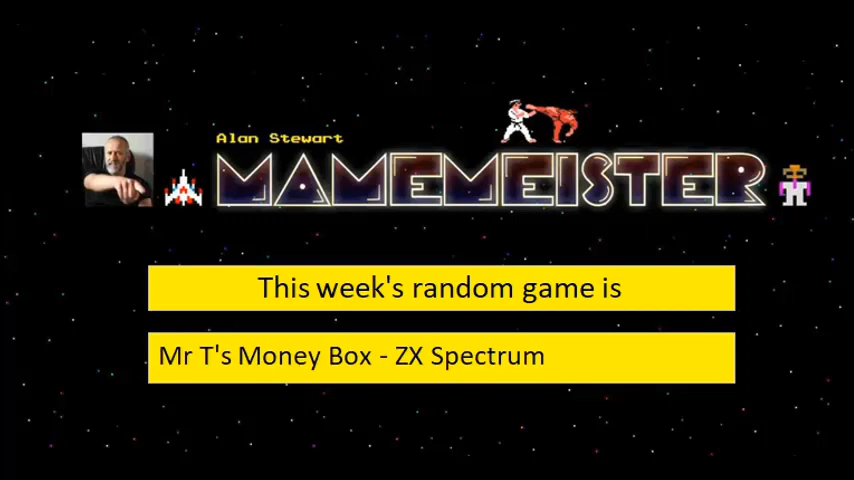 Alan Stewart
MAMEMEISTER
This week's random game is
Mr T's Money Box - ZX Spectrum